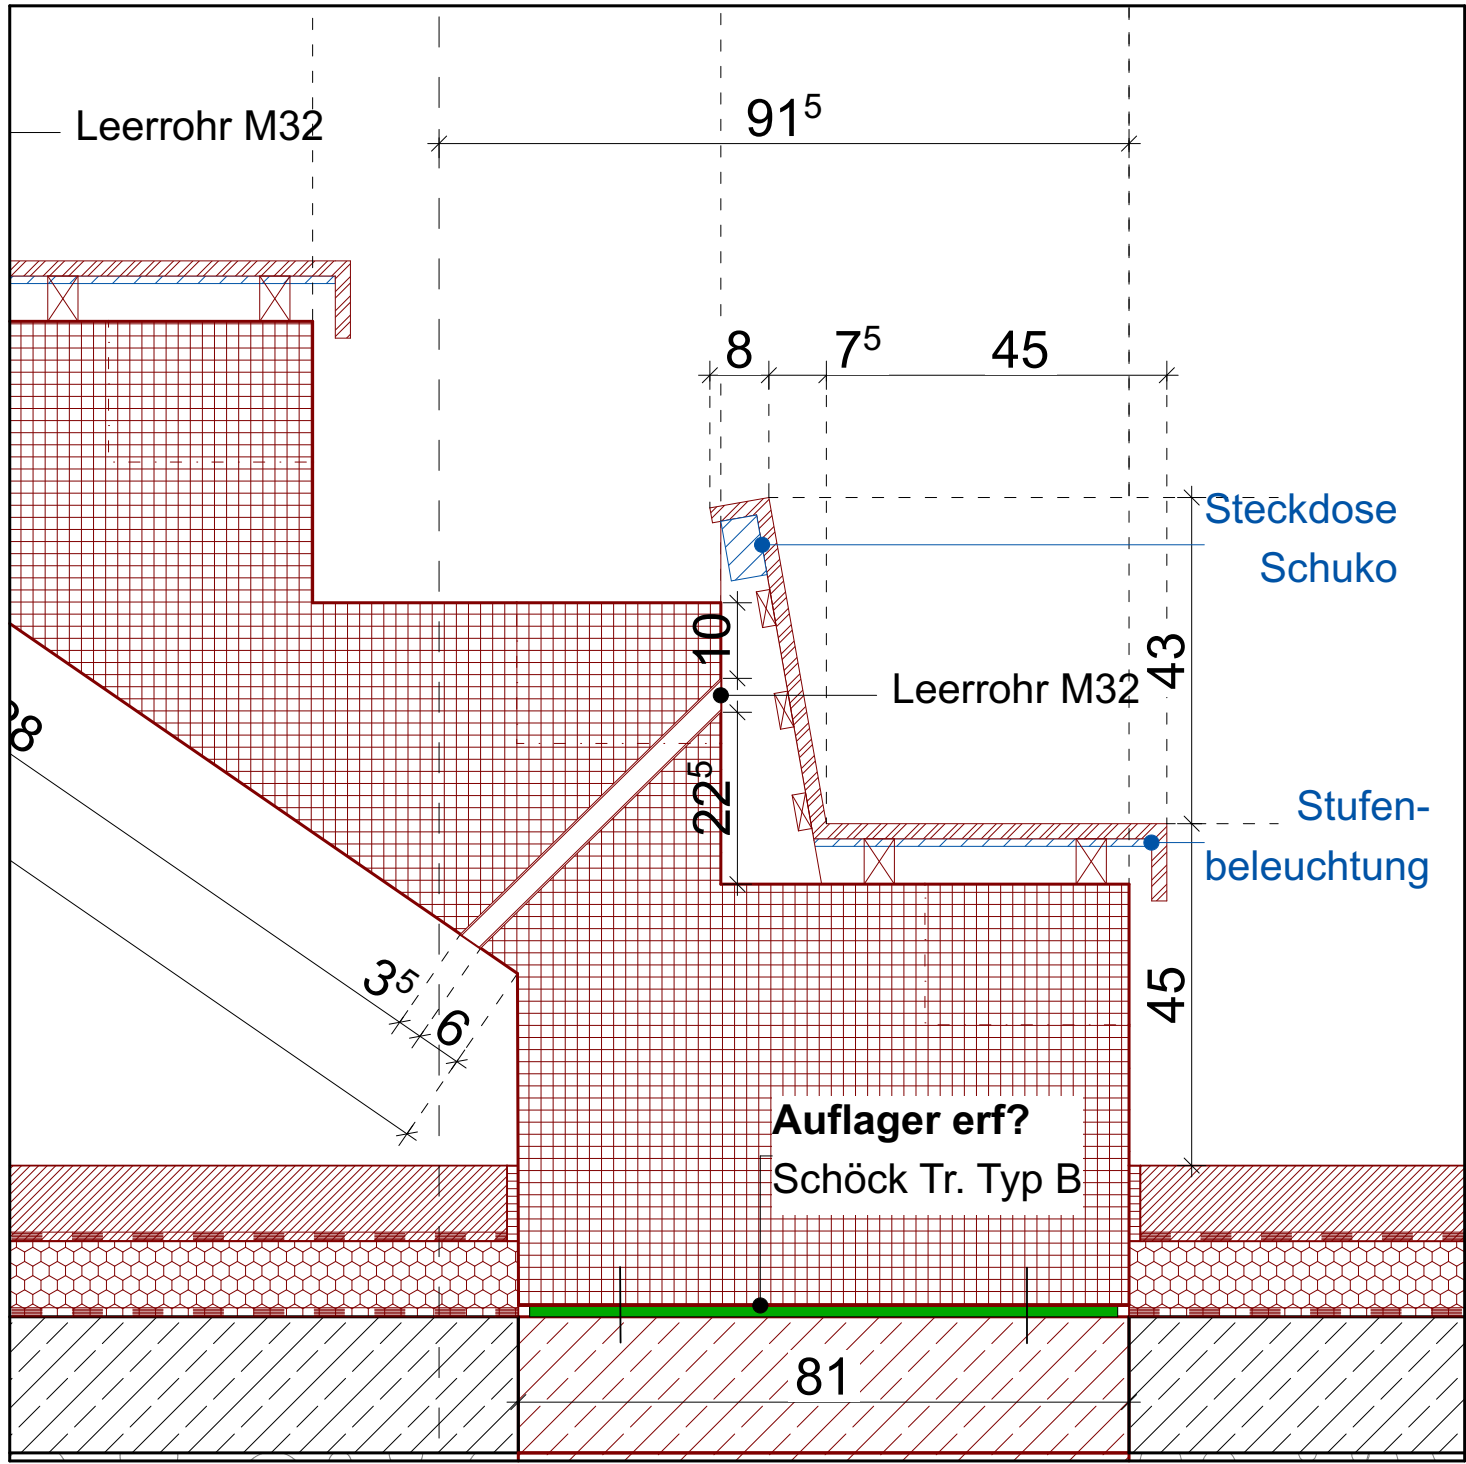 91⁵
Leerrohr M32
8
7⁵
45
Steckdose
Schuko
10
43
Leerrohr M32
22⁵
Stufen-
beleuchtung
3⁵
6
45
Auflager erf?
Schöck Tr. Typ B
81